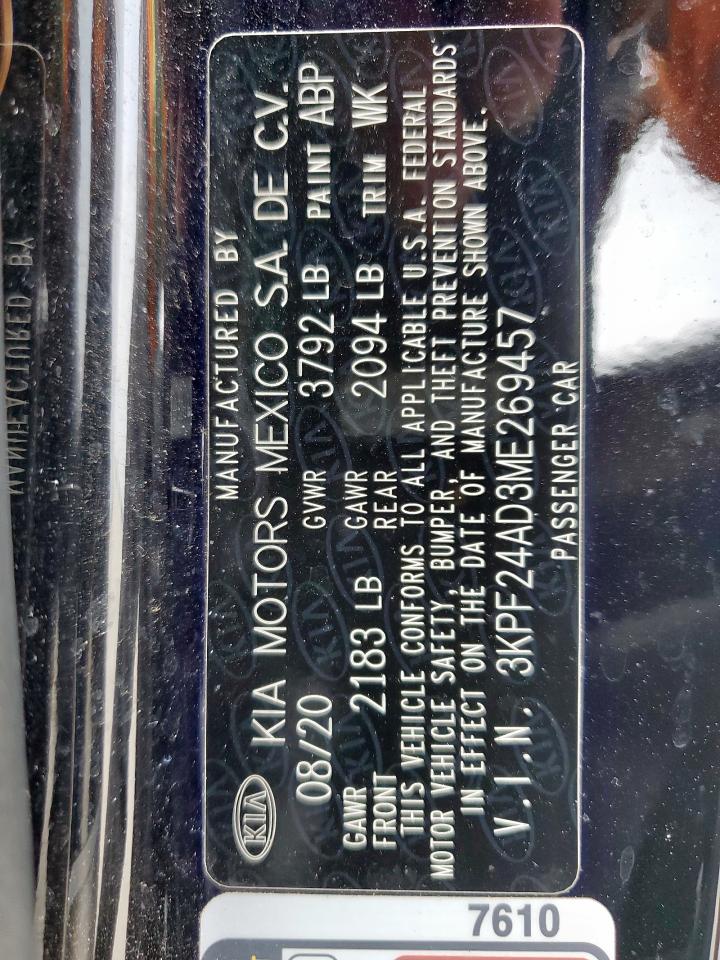 KIA
MANUFACTURED BY
KIA MOTORS MEXICO S.A. DE C.V.
08/20 GVWR 3792 LB PAINT ABP
GAWR FRONT 2183 LB GAWR REAR 2094 LB TRIM WK
THIS VEHICLE CONFORMS TO ALL APPLICABLE U.S.A. FEDERAL
MOTOR VEHICLE SAFETY, BUMPER, AND THEFT PREVENTION STANDARDS
IN EFFECT ON THE DATE OF MANUFACTURE SHOWN ABOVE.
V.I.N. 3KPF24AD3ME269457
PASSENGER CAR
7610
MANUFACTURED BY